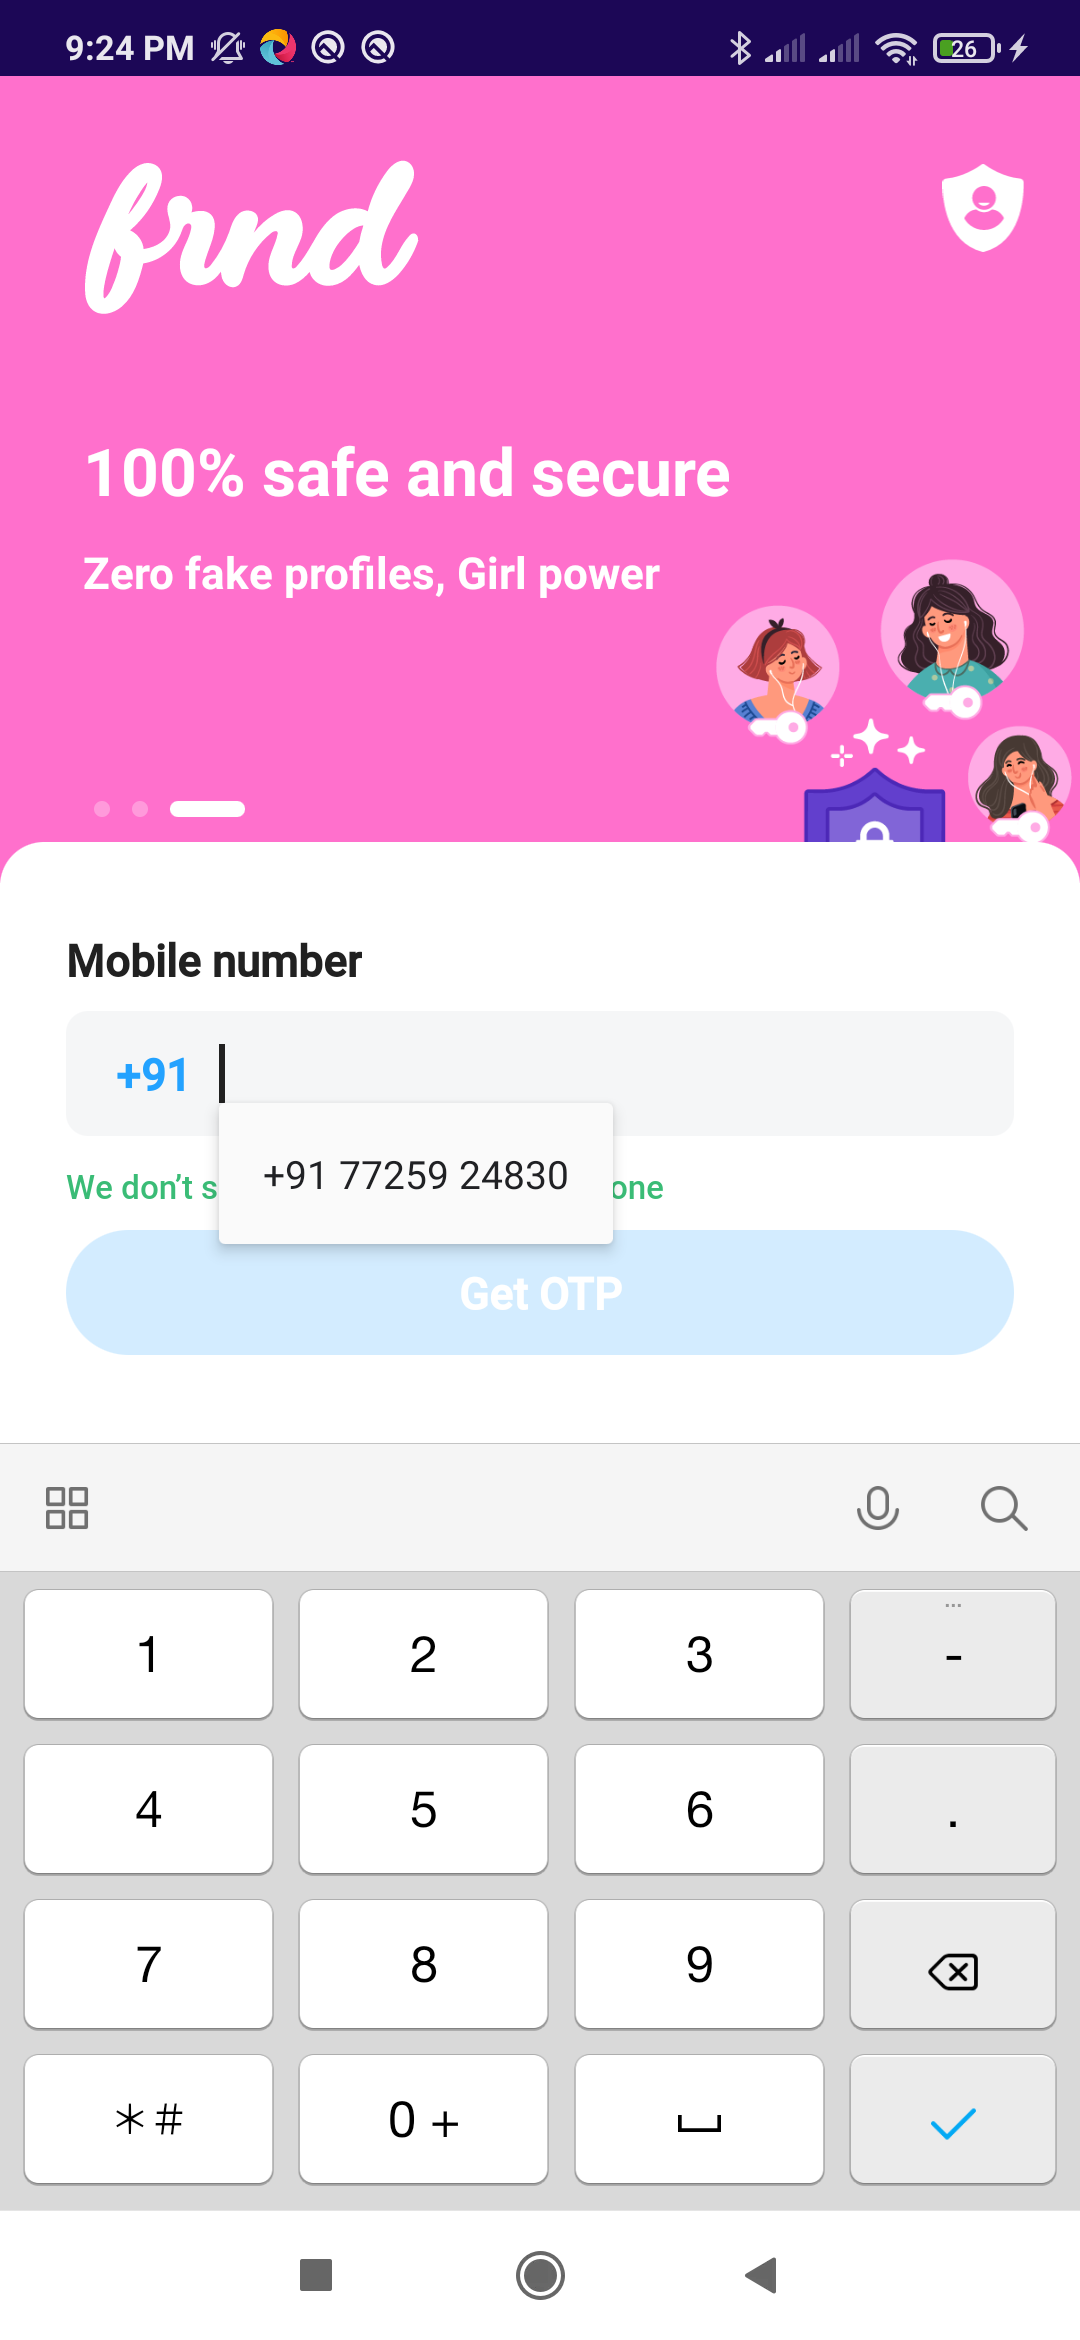 9:24 PM
26
frnd
100% safe and secure
Zero fake profiles, Girl power
Mobile number
+91
+91 77259 24830
We don't s
one
Get OTP
1 2 3 -
4 5 6 .
7 8 9
*# 0 +